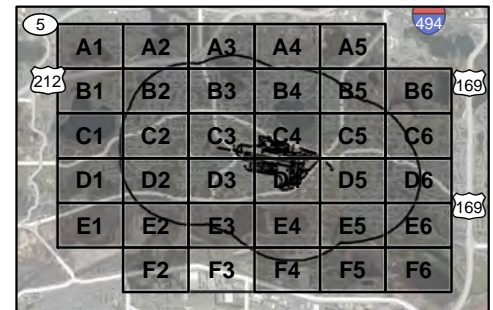 5
494
A1 A2 A3 A4 A5
212
B1 B2 B3 B4 B5 B6
169
C1 C2 C3 C4 C5 C6
D1 D2 D3 D4 D5 D6
169
E1 E2 E3 E4 E5 E6
F2 F3 F4 F5 F6